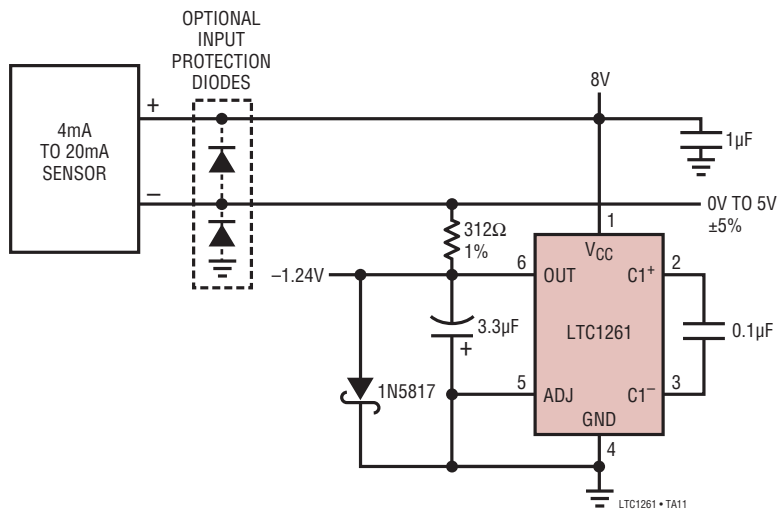 OPTIONAL
INPUT
PROTECTION
DIODES
4mA
TO 20mA
SENSOR
+
–
8V
1µF
0V TO 5V
±5%
312Ω
1%
–1.24V
3.3µF
+
1N5817
1
VCC
6
OUT
C1+
2
LTC1261
0.1µF
5
ADJ
C1–
3
GND
4
LTC1261 • TA11